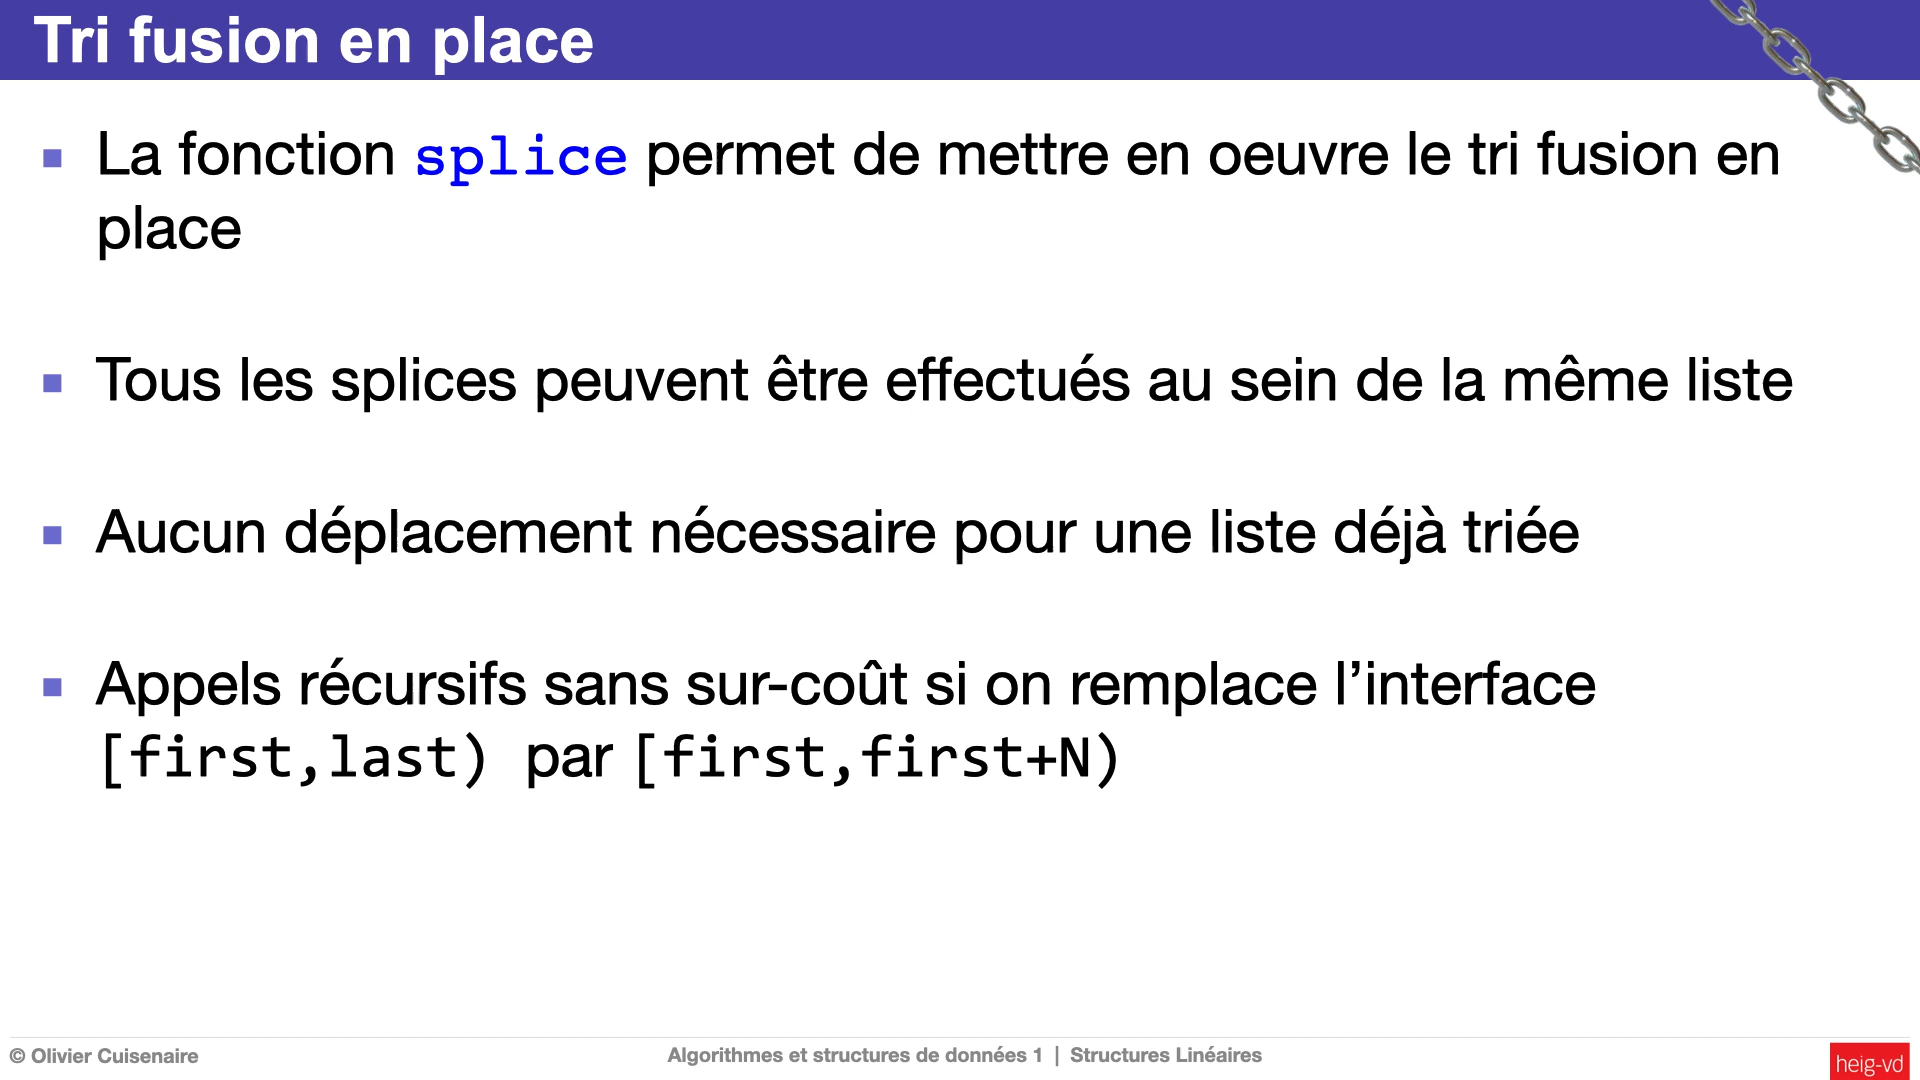 Tri fusion en place
La fonction splice permet de mettre en oeuvre le tri fusion en
place
Tous les splices peuvent être effectués au sein de la même liste
Aucun déplacement nécessaire pour une liste déjà triée
Appels récursifs sans sur-coût si on remplace l’interface
[first,last) par [first,first+N)
© Olivier Cuisenaire
Algorithmes et structures de données 1 | Structures Linéaires
heig-vd